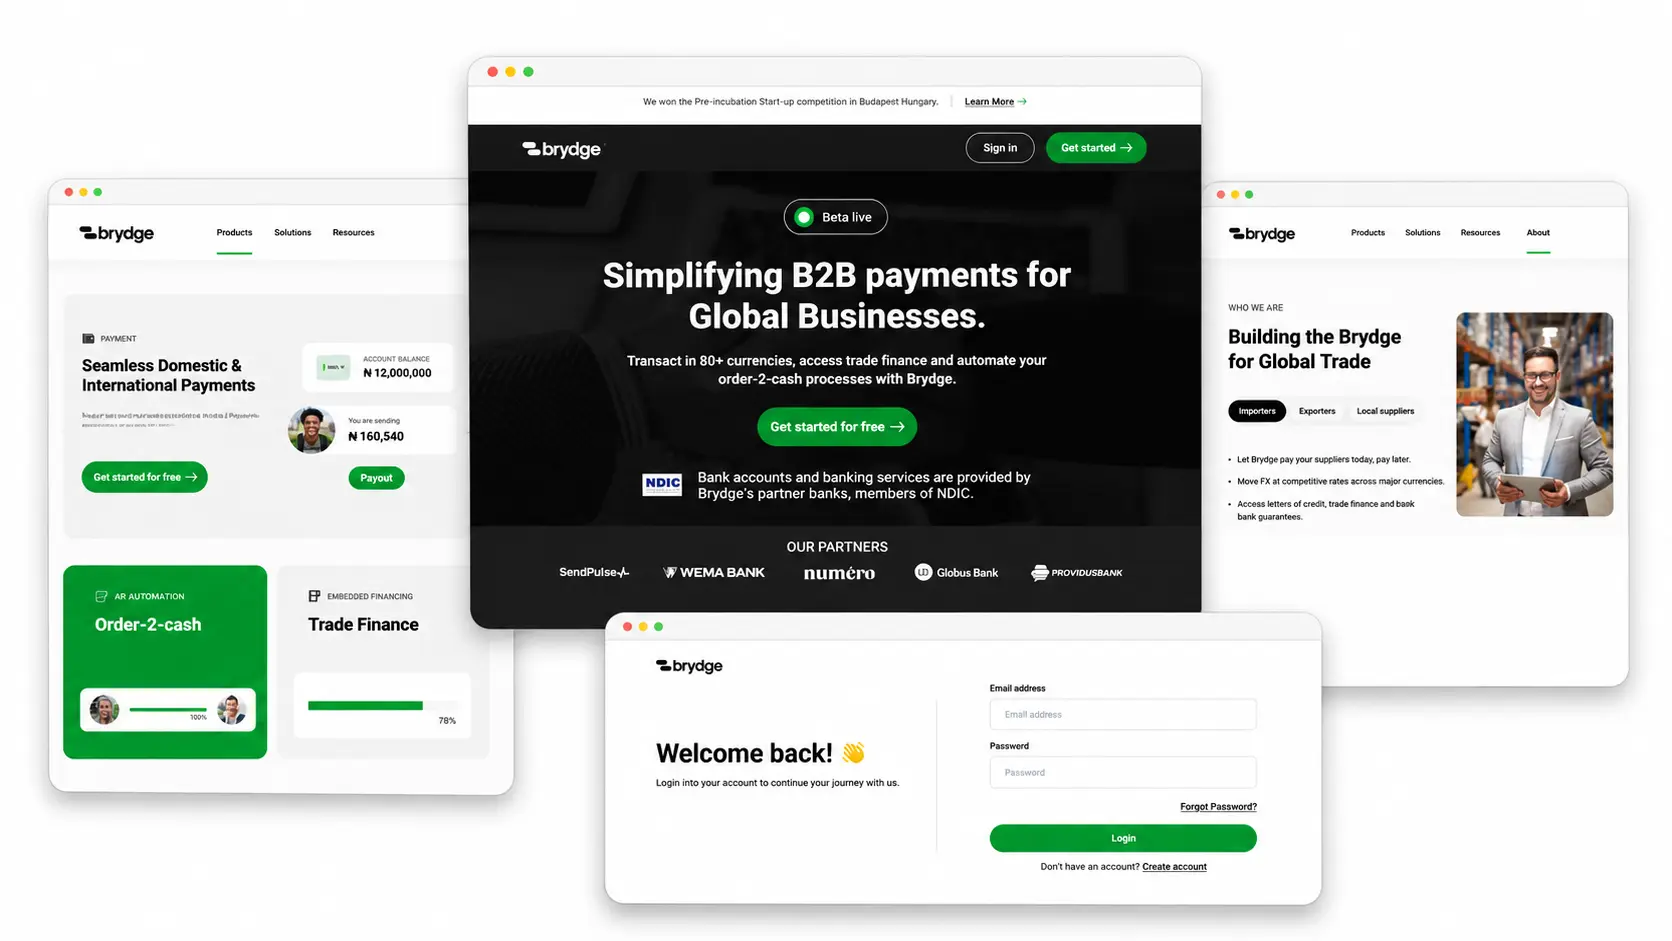 We won the Pre-incubation Start-up competition in Budapest Hungary.
Learn More →
brydge
Sign in
Get started →
Beta live
Simplifying B2B payments for
Global Businesses.
Transact in 80+ currencies, access trade finance and automate your
order-2-cash processes with Brydge.
Get started for free →
NDIC
Bank accounts and banking services are provided by
Brydge's partner banks, members of NDIC.
OUR PARTNERS
SendPulse
WEMA BANK
numéro
Globus Bank
PROVIDUSBANK
brydge
Products
Solutions
Resources
PAYMENT
Seamless Domestic &
International Payments
Get started for free →
ACCOUNT BALANCE
₦ 12,000,000
You are sending
₦ 160,540
Payout
AR AUTOMATION
Order-2-cash
100%
EMBEDDED FINANCING
Trade Finance
78%
brydge
Products
Solutions
Resources
About
WHO WE ARE
Building the Brydge
for Global Trade
Importers
Exporters
Local suppliers
• Let Brydge pay your suppliers today, pay later.
• Move FX at competitive rates across major currencies.
• Access letters of credit, trade finance and bank
bank guarantees.
brydge
Welcome back! 👋
Login into your account to continue your journey with us.
Email address
Email address
Passwerd
Password
Forgot Password?
Login
Don't have an account? Create account